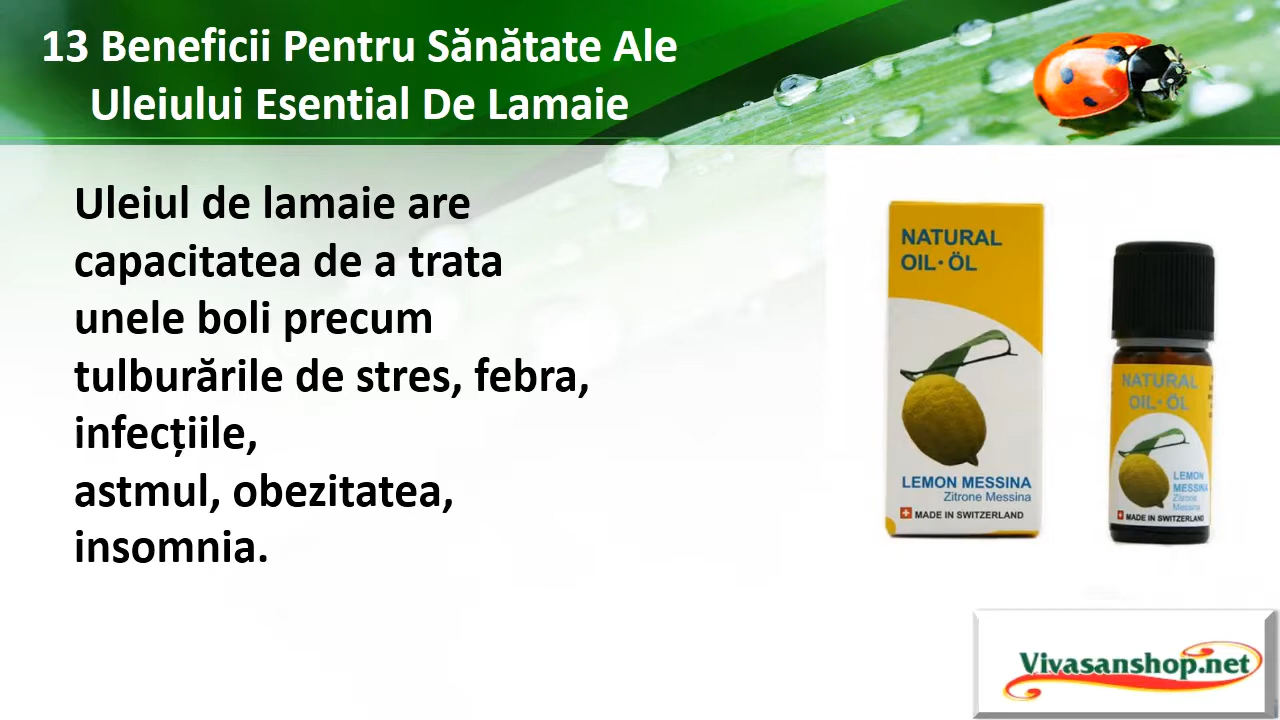 13 Beneficii Pentru Sănătate Ale
Uleiului Esential De Lamaie
Uleiul de lamaie are
capacitatea de a trata
unele boli precum
tulburările de stres, febra,
infecțiile,
astmul, obezitatea,
insomnia.
NATURAL
OIL·ÖL
LEMON MESSINA
Zitrone Messina
MADE IN SWITZERLAND
NATURAL
OIL·ÖL
LEMON
MESSINA
Zitrone
Messina
MADE IN SWITZERLAND
Vivasanshop.net